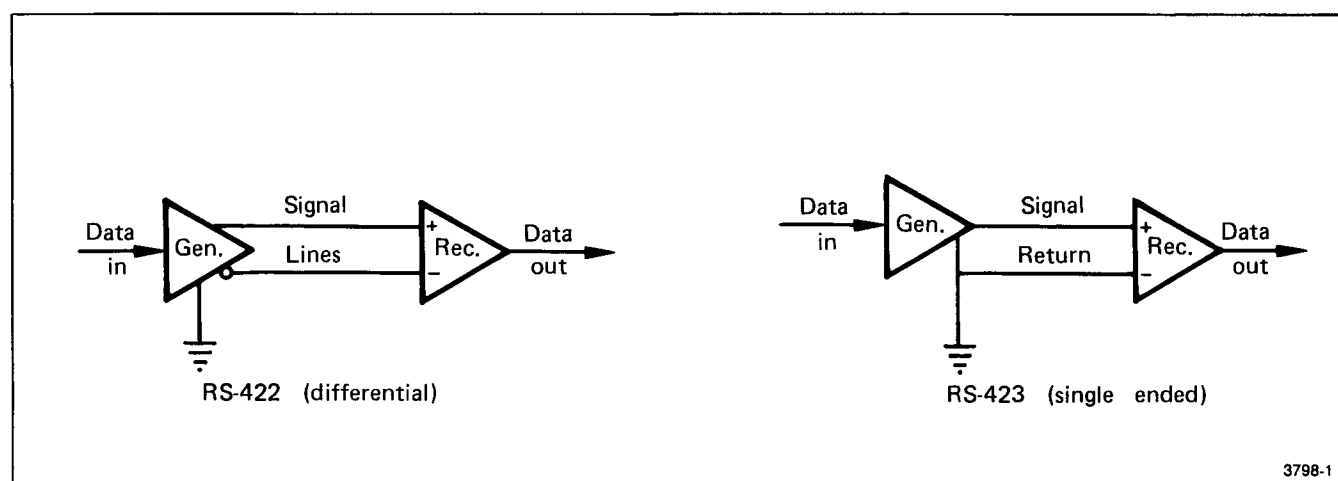 Data in
Gen.
Signal
Lines
+
−
Rec.
Data out
RS-422 (differential)
Data in
Gen.
Signal
Return
+
−
Rec.
Data out
RS-423 (single ended)
3798-1